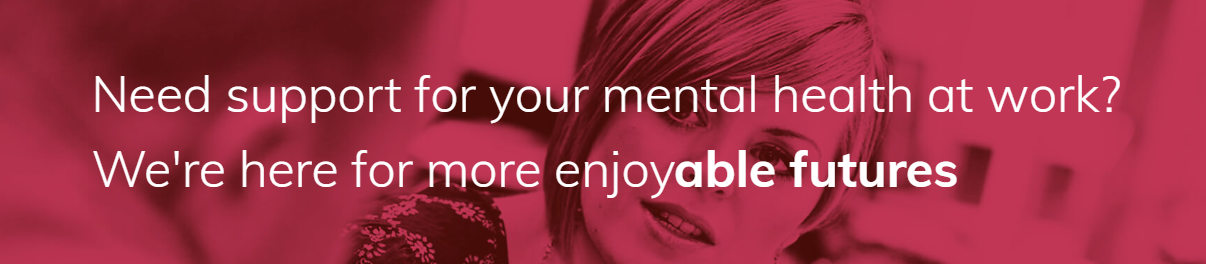 Need support for your mental health at work?
We're here for more enjoyable futures